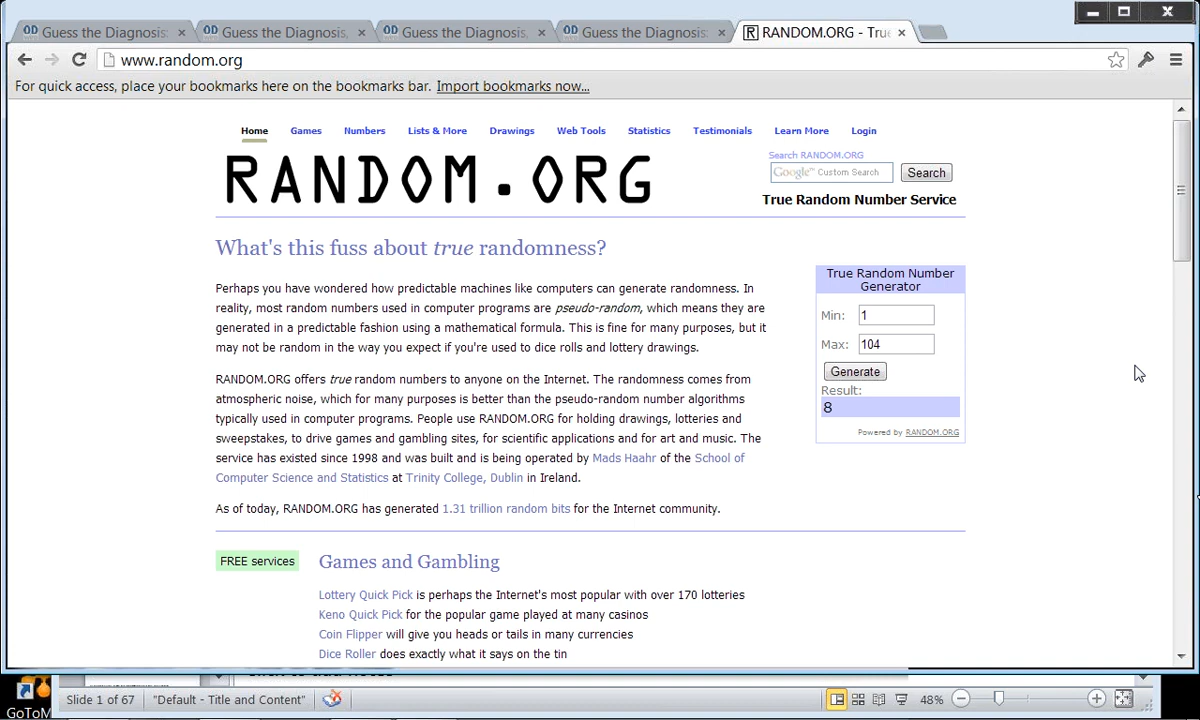 OD Guess the Diagnosis: × OD Guess the Diagnosis, × OD Guess the Diagnosis, × OD Guess the Diagnosis: × R RANDOM.ORG - True ×
www.random.org
For quick access, place your bookmarks here on the bookmarks bar. Import bookmarks now...
Home Games Numbers Lists & More Drawings Web Tools Statistics Testimonials Learn More Login
Search RANDOM.ORG
RANDOM.ORG
Google™ Custom Search Search
True Random Number Service
What's this fuss about true randomness?
Perhaps you have wondered how predictable machines like computers can generate randomness. In
reality, most random numbers used in computer programs are pseudo-random, which means they are
generated in a predictable fashion using a mathematical formula. This is fine for many purposes, but it
may not be random in the way you expect if you're used to dice rolls and lottery drawings.
RANDOM.ORG offers true random numbers to anyone on the Internet. The randomness comes from
atmospheric noise, which for many purposes is better than the pseudo-random number algorithms
typically used in computer programs. People use RANDOM.ORG for holding drawings, lotteries and
sweepstakes, to drive games and gambling sites, for scientific applications and for art and music. The
service has existed since 1998 and was built and is being operated by Mads Haahr of the School of
Computer Science and Statistics at Trinity College, Dublin in Ireland.
As of today, RANDOM.ORG has generated 1.31 trillion random bits for the Internet community.
True Random Number
Generator
Min: 1
Max: 104
Generate
Result:
8
Powered by RANDOM.ORG
FREE services
Games and Gambling
Lottery Quick Pick is perhaps the Internet's most popular with over 170 lotteries
Keno Quick Pick for the popular game played at many casinos
Coin Flipper will give you heads or tails in many currencies
Dice Roller does exactly what it says on the tin
GoToM
Slide 1 of 67 "Default - Title and Content" 48%